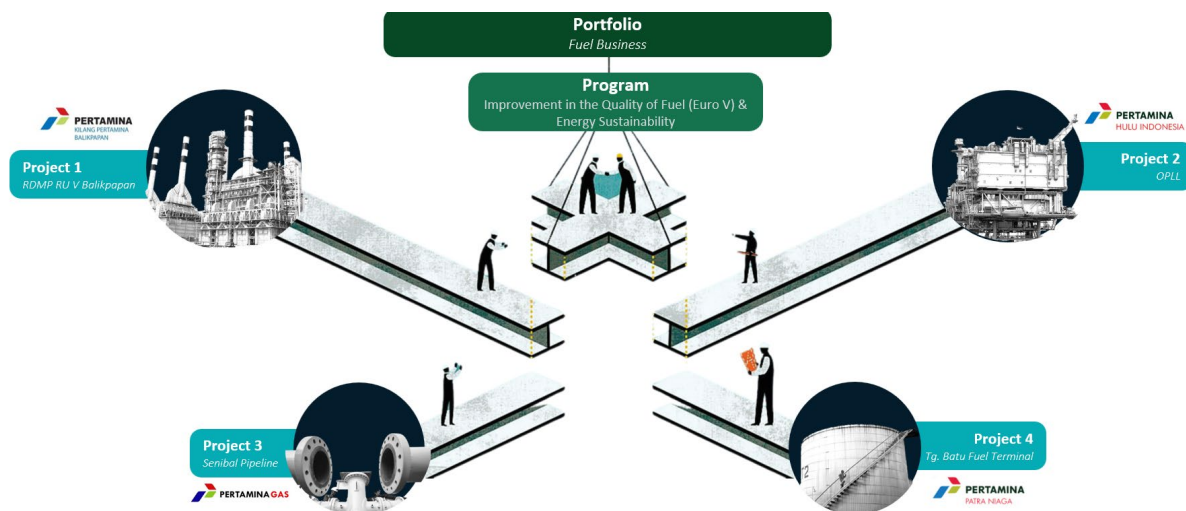 Portfolio
Fuel Business
Program
Improvement in the Quality of Fuel (Euro V) &
Energy Sustainability
PERTAMINA
KILANG PERTAMINA
BALIKPAPAN
Project 1
RDMP RU V Balikpapan
PERTAMINA
HULU INDONESIA
Project 2
OPLL
Project 3
Senibal Pipeline
PERTAMINA GAS
Project 4
Tg. Batu Fuel Terminal
PERTAMINA
PATRA NIAGA